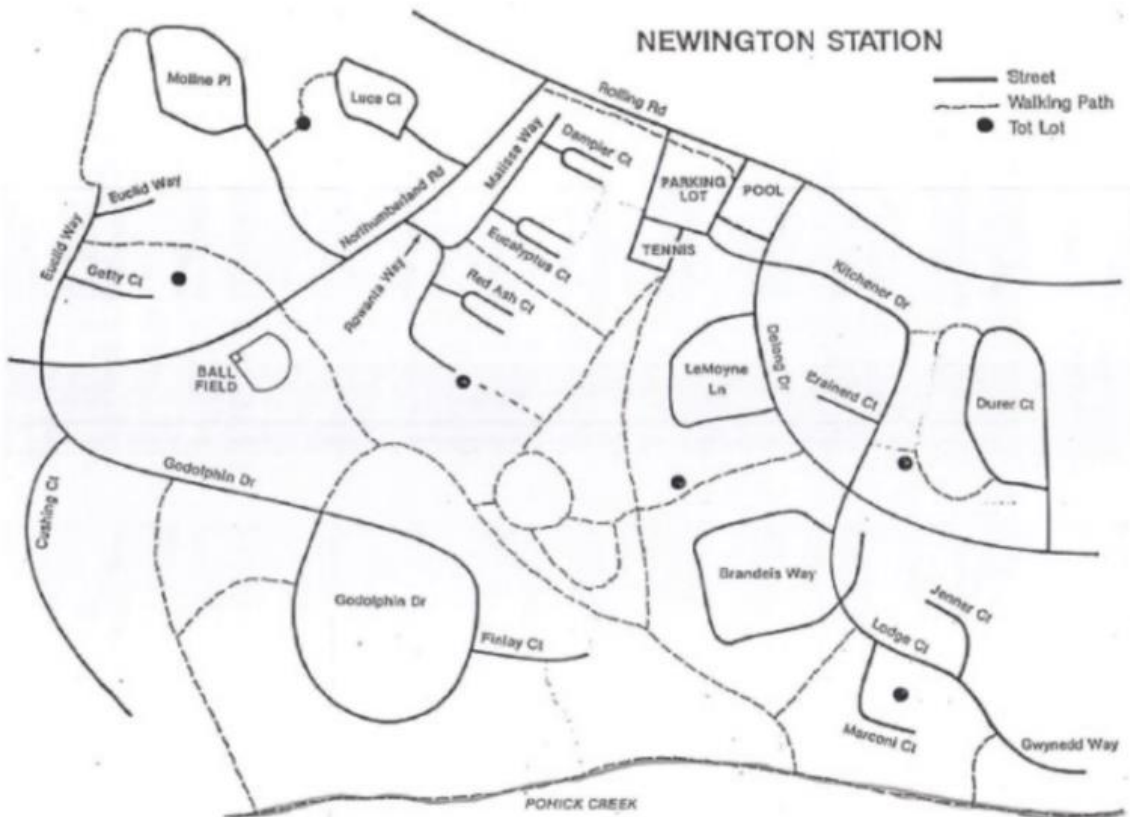 NEWINGTON STATION
Street
Walking Path
Tot Lot
Moline Pl
Luce Ct
Rolling Rd
Dampier Ct
Matisse Way
PARKING
LOT
POOL
Euclid Way
Northumberland Rd
Euclid Way
Eucalyptus Ct
TENNIS
Getty Ct
Rowania Way
Red Ash Ct
Kitchener Dr
Delong Dr
BALL
FIELD
LeMoyne
Ln
Brainerd Ct
Durer Ct
Godolphin Dr
Cushing Ct
Brandeis Way
Godolphin Dr
Jenner Ct
Finlay Ct
Lodge Ct
Marconi Ct
Gwynedd Way
POHICK CREEK